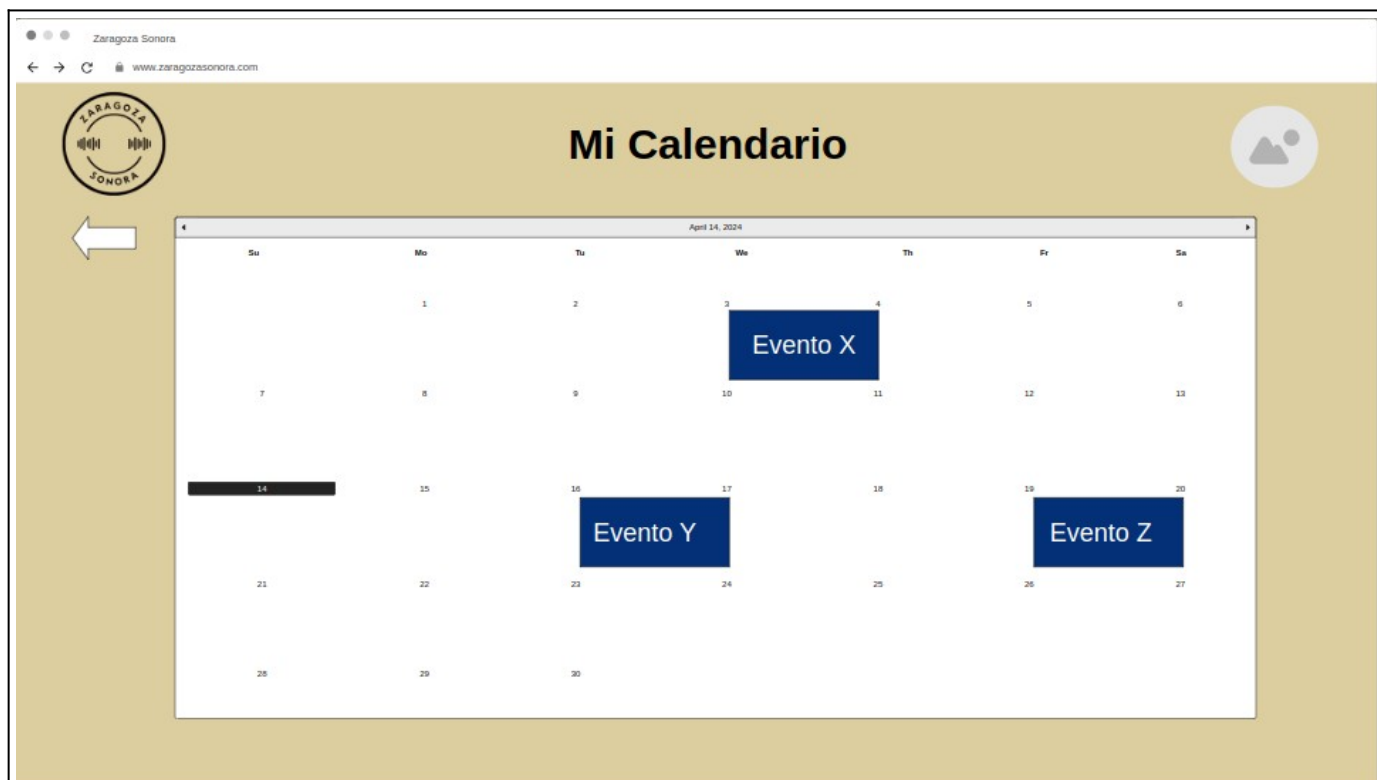 Zaragoza Sonora
www.zaragozasonora.com
ZARAGOZA
SONORA
Mi Calendario
April 14, 2024
Su Mo Tu We Th Fr Sa
1 2 3 4 5 6
Evento X
7 8 9 10 11 12 13
14 15 16 17 18 19 20
Evento Y Evento Z
21 22 23 24 25 26 27
28 29 30